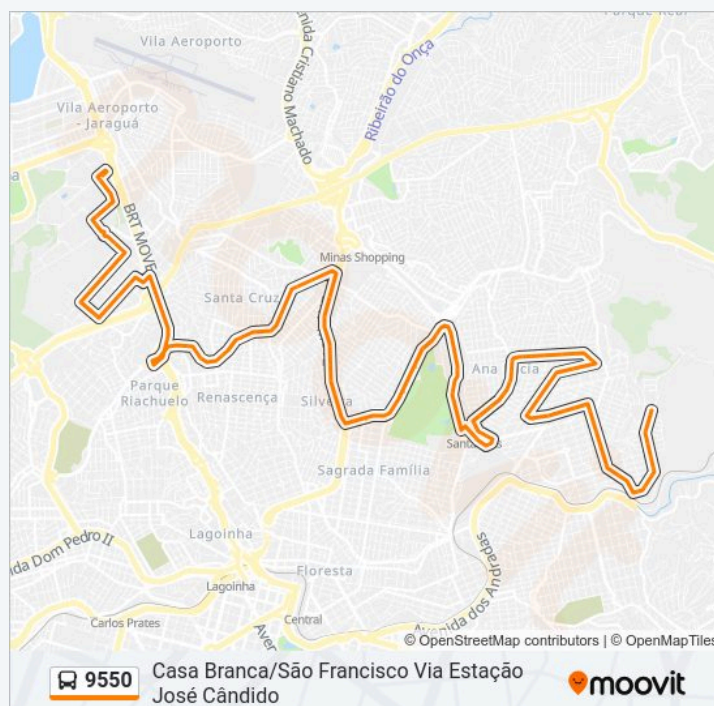 Parque Real
Vila Aeroporto
Avenida Cristiano Machado
Ribeirão do Onça
Vila Aeroporto
- Jaraguá
BRT MOVE
Minas Shopping
Santa Cruz
Ana Lúcia
Parque
Riachuelo
Renascença
Silveira
Sagrada Família
Lagoinha
Avenida dos Andradas
Floresta
Lagoinha
Carlos Prates
Central
© OpenStreetMap contributors | © OpenMapTiles
9550
Casa Branca/São Francisco Via Estação
José Cândido
moovit